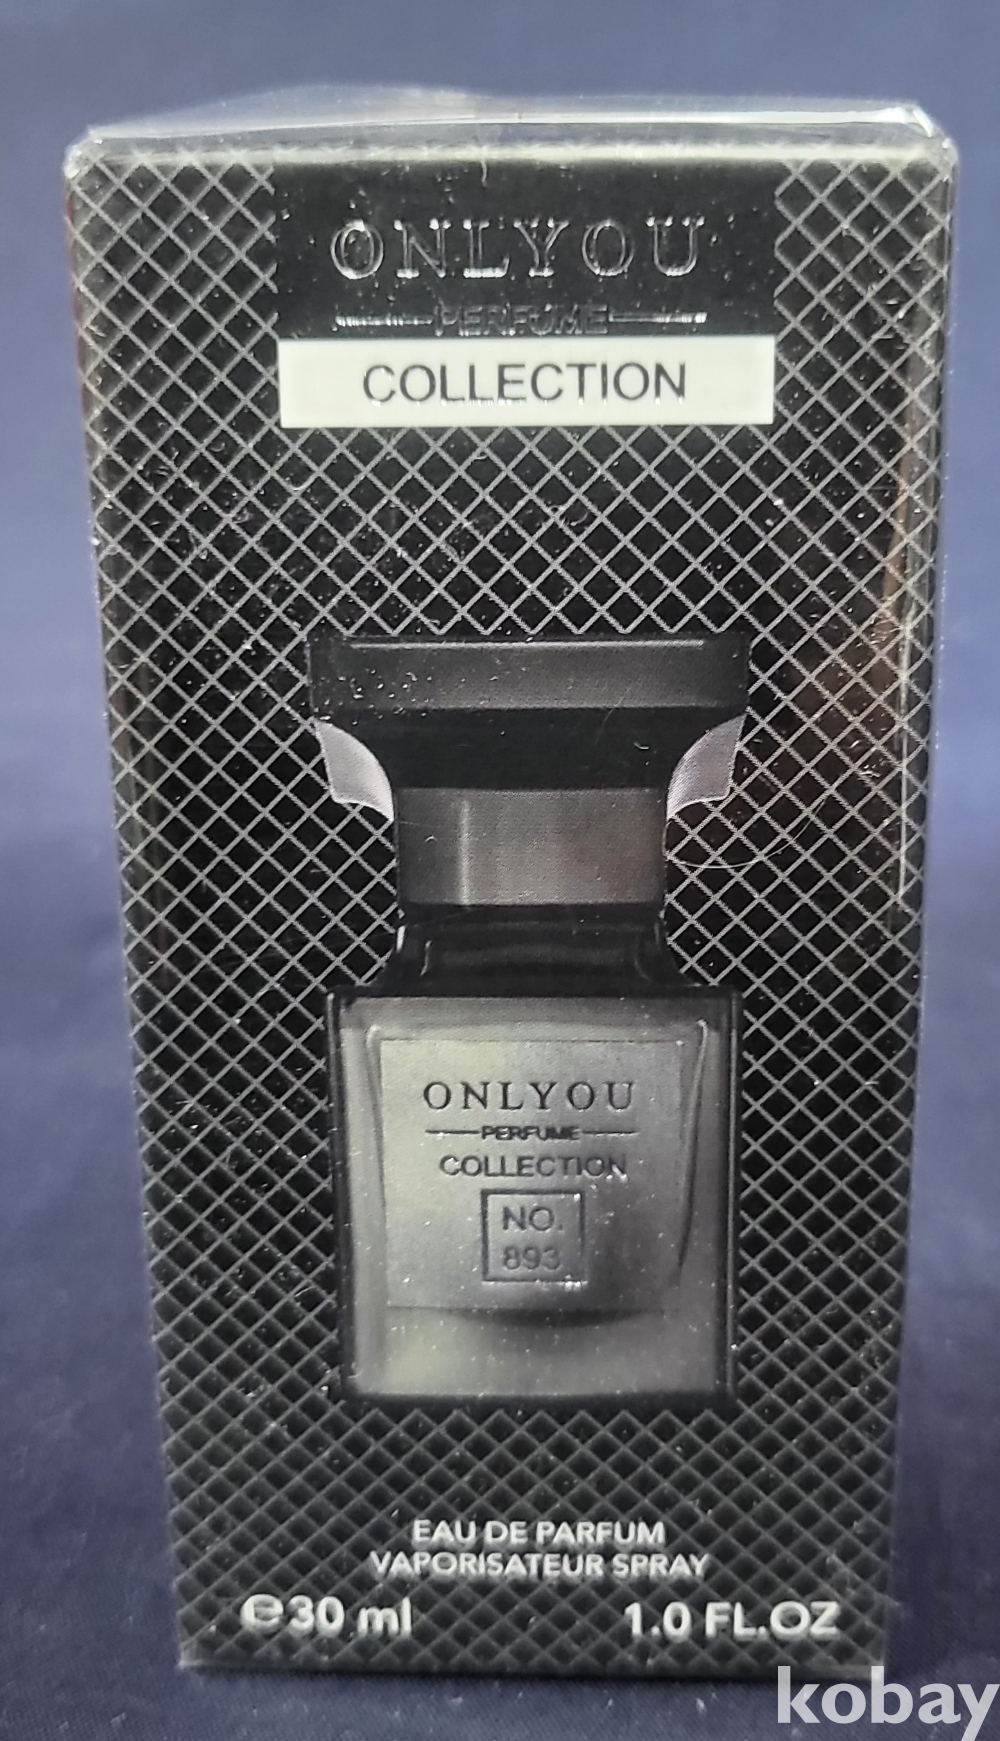 ONLYOU
PERFUME
COLLECTION
ONLYOU
PERFUME
COLLECTION
NO.
893
EAU DE PARFUM
VAPORISATEUR SPRAY
℮30 ml 1.0 FL.OZ
kobay